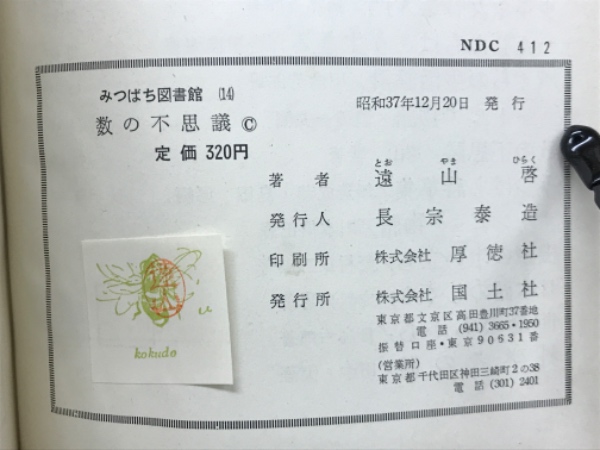 NDC 412
みつばち図書館 (14)
昭和37年12月20日 発行
数の不思議 ©
定価 320円
とお やま ひらく
著者 遠山 啓
発行人 長宗泰造
印刷所 株式会社 厚徳社
発行所 株式会社 国土社
東京都文京区高田豊川町37番地
電話 (941) 3665・1950
振替口座・東京90631番
(営業所)
東京都千代田区神田三崎町2の38
電話 (301) 2401
kokudo